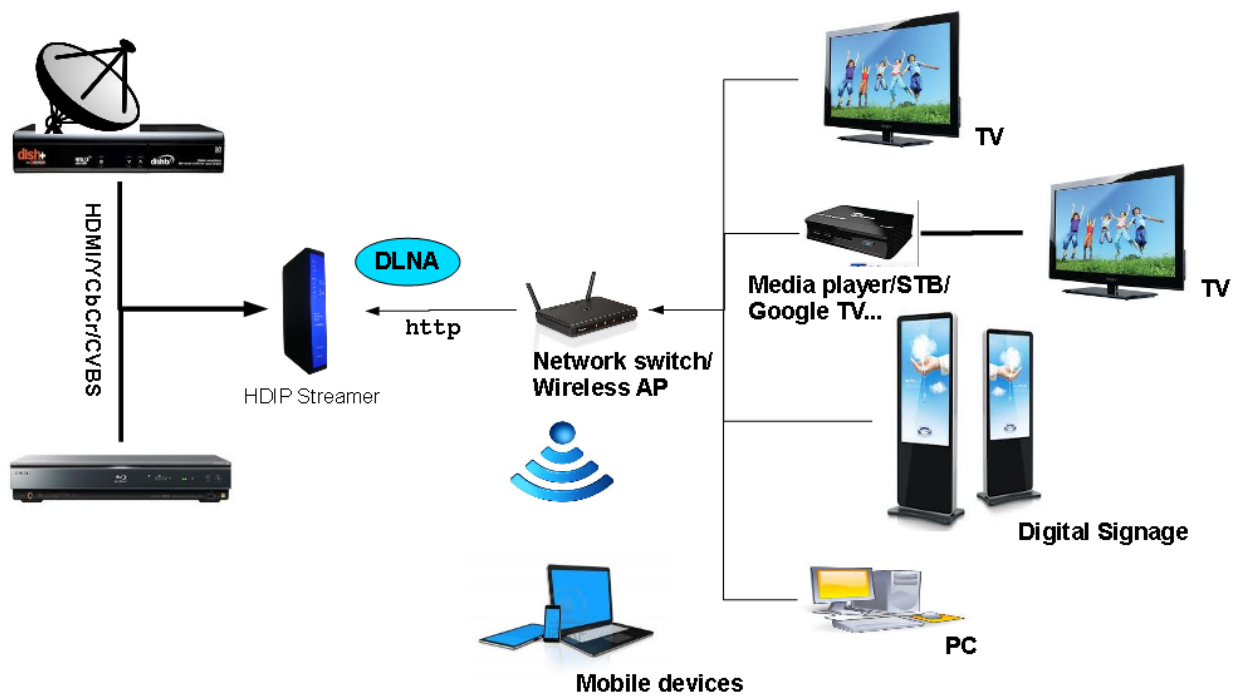 dish+
dishtv
HDMI/YCbCr/CVBS
HDIP Streamer
DLNA
http
Network switch/
Wireless AP
TV
Media player/STB/
Google TV...
TV
Digital Signage
PC
Mobile devices